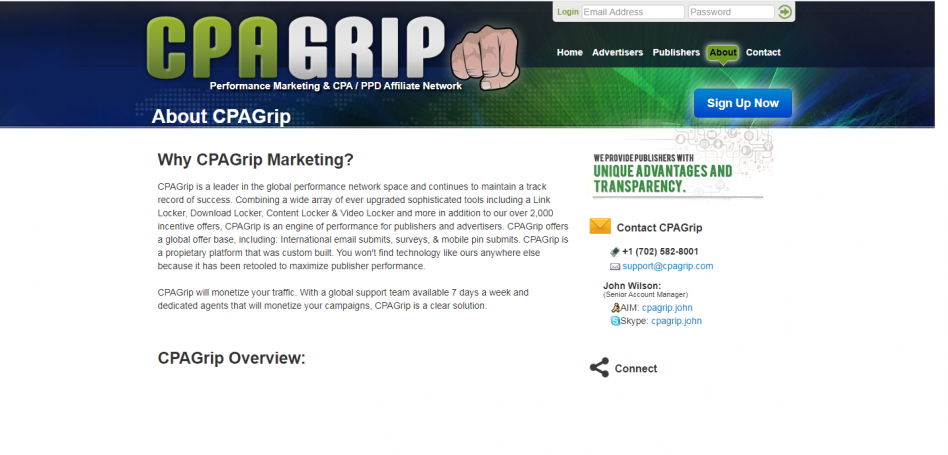 Login Email Address Password
CPAGRIP
Home Advertisers Publishers About Contact
Performance Marketing & CPA / PPD Affiliate Network
Sign Up Now
About CPAGrip
Why CPAGrip Marketing?
CPAGrip is a leader in the global performance network space and continues to maintain a track
record of success. Combining a wide array of ever upgraded sophisticated tools including a Link
Locker, Download Locker, Content Locker & Video Locker and more in addition to our over 2,000
incentive offers, CPAGrip is an engine of performance for publishers and advertisers. CPAGrip offers
a global offer base, including: International email submits, surveys, & mobile pin submits. CPAGrip is
a propietary platform that was custom built. You won't find technology like ours anywhere else
because it has been retooled to maximize publisher performance.
CPAGrip will monetize your traffic. With a global support team available 7 days a week and
dedicated agents that will monetize your campaigns, CPAGrip is a clear solution.
CPAGrip Overview:
WE PROVIDE PUBLISHERS WITH
UNIQUE ADVANTAGES AND
TRANSPARENCY.
Contact CPAGrip
+1 (702) 582-8001
support@cpagrip.com
John Wilson:
(Senior Account Manager)
AIM: cpagrip.john
Skype: cpagrip.john
Connect